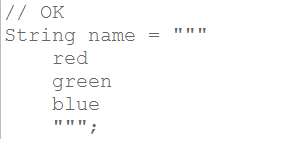 // OK
String name = """
    red
    green
    blue
    """;